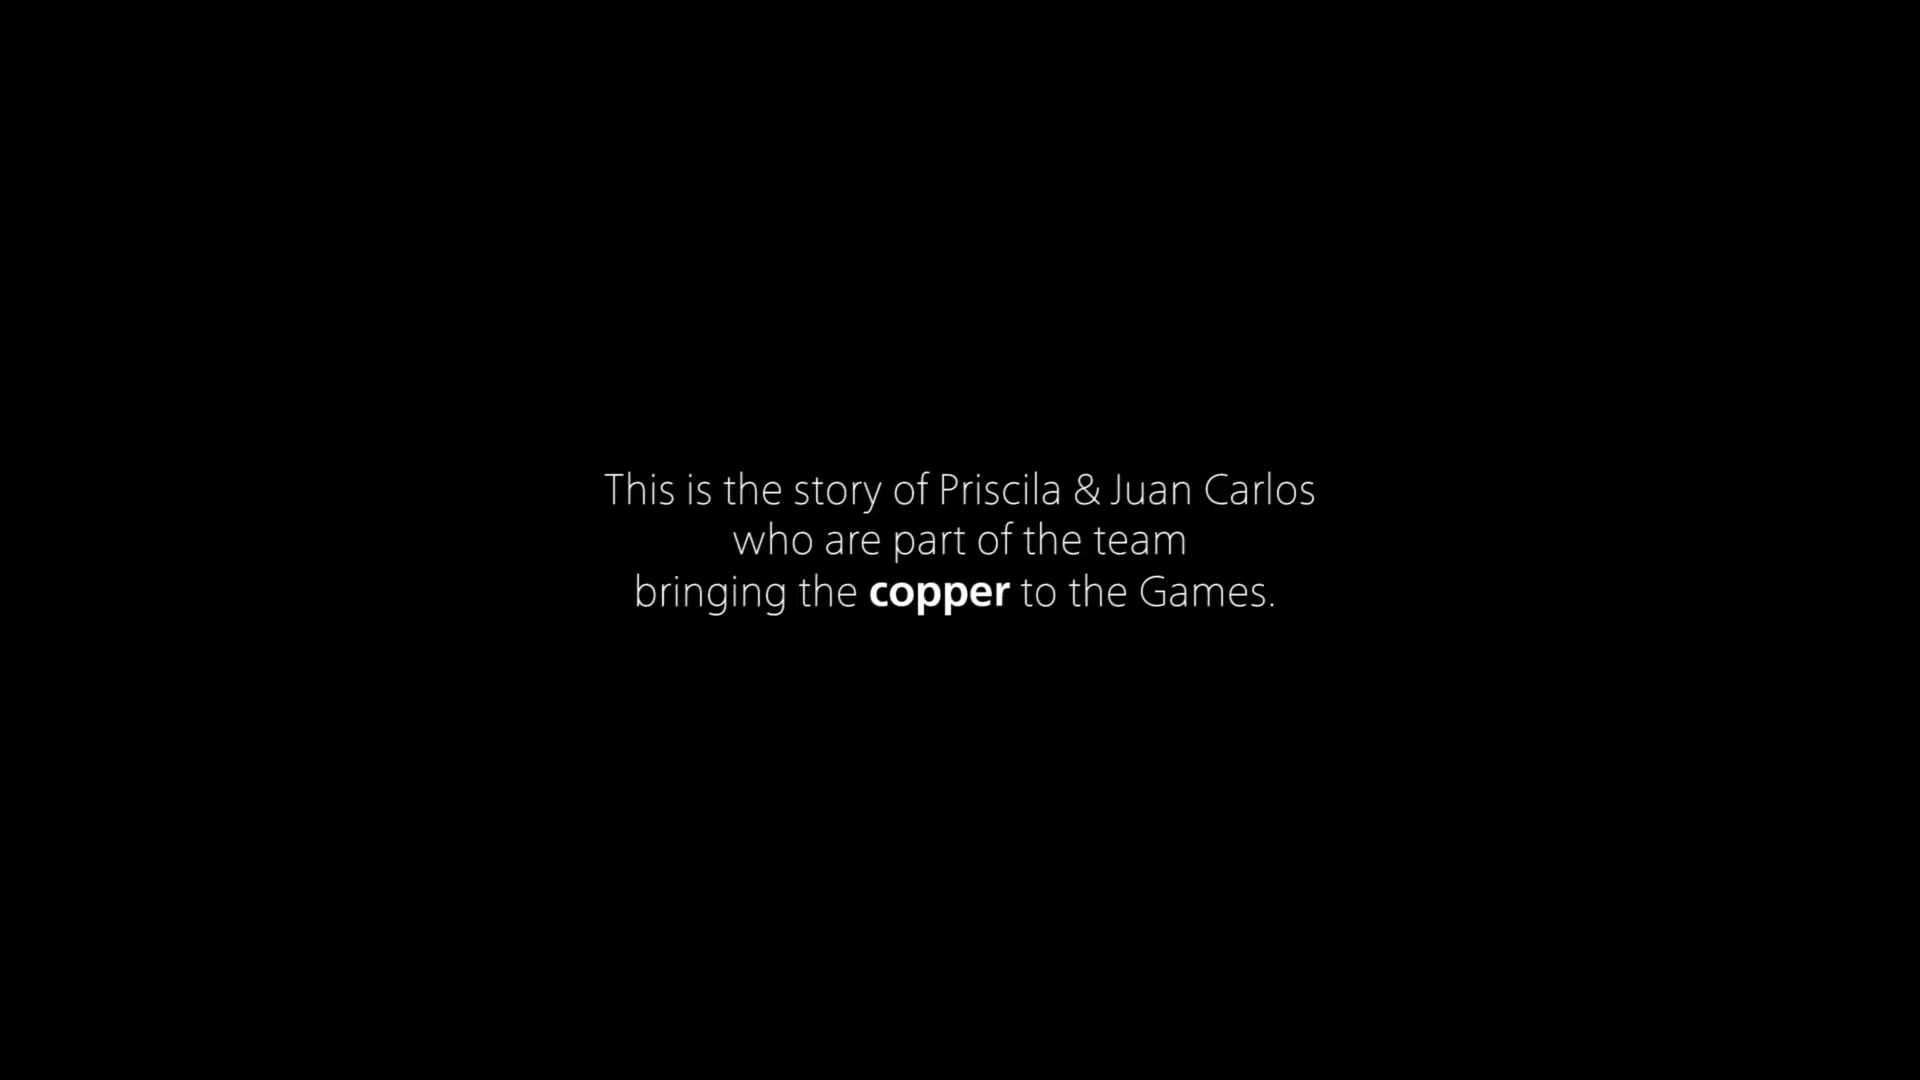 This is the story of Priscila & Juan Carlos
who are part of the team
bringing the copper to the Games.